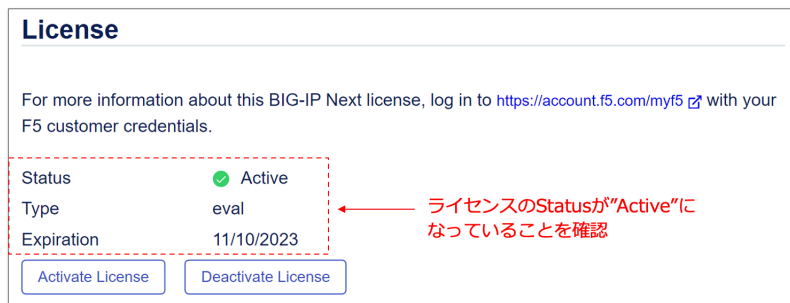 License
For more information about this BIG-IP Next license, log in to https://account.f5.com/myf5 with your
F5 customer credentials.
Status Active
Type eval
Expiration 11/10/2023
ライセンスのStatusが”Active”に
なっていることを確認
Activate License Deactivate License